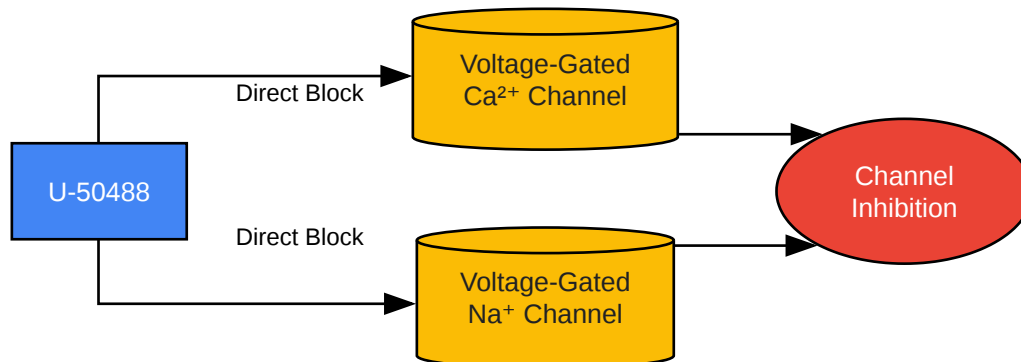 Voltage-Gated
Ca²⁺ Channel
Direct Block
U-50488
Channel
Inhibition
Direct Block
Voltage-Gated
Na⁺ Channel